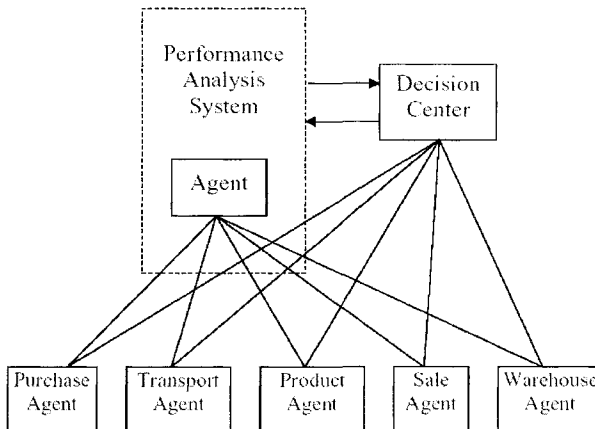 Performance
Analysis
System
Decision
Center
Agent
Purchase
Agent
Transport
Agent
Product
Agent
Sale
Agent
Warehouse
Agent